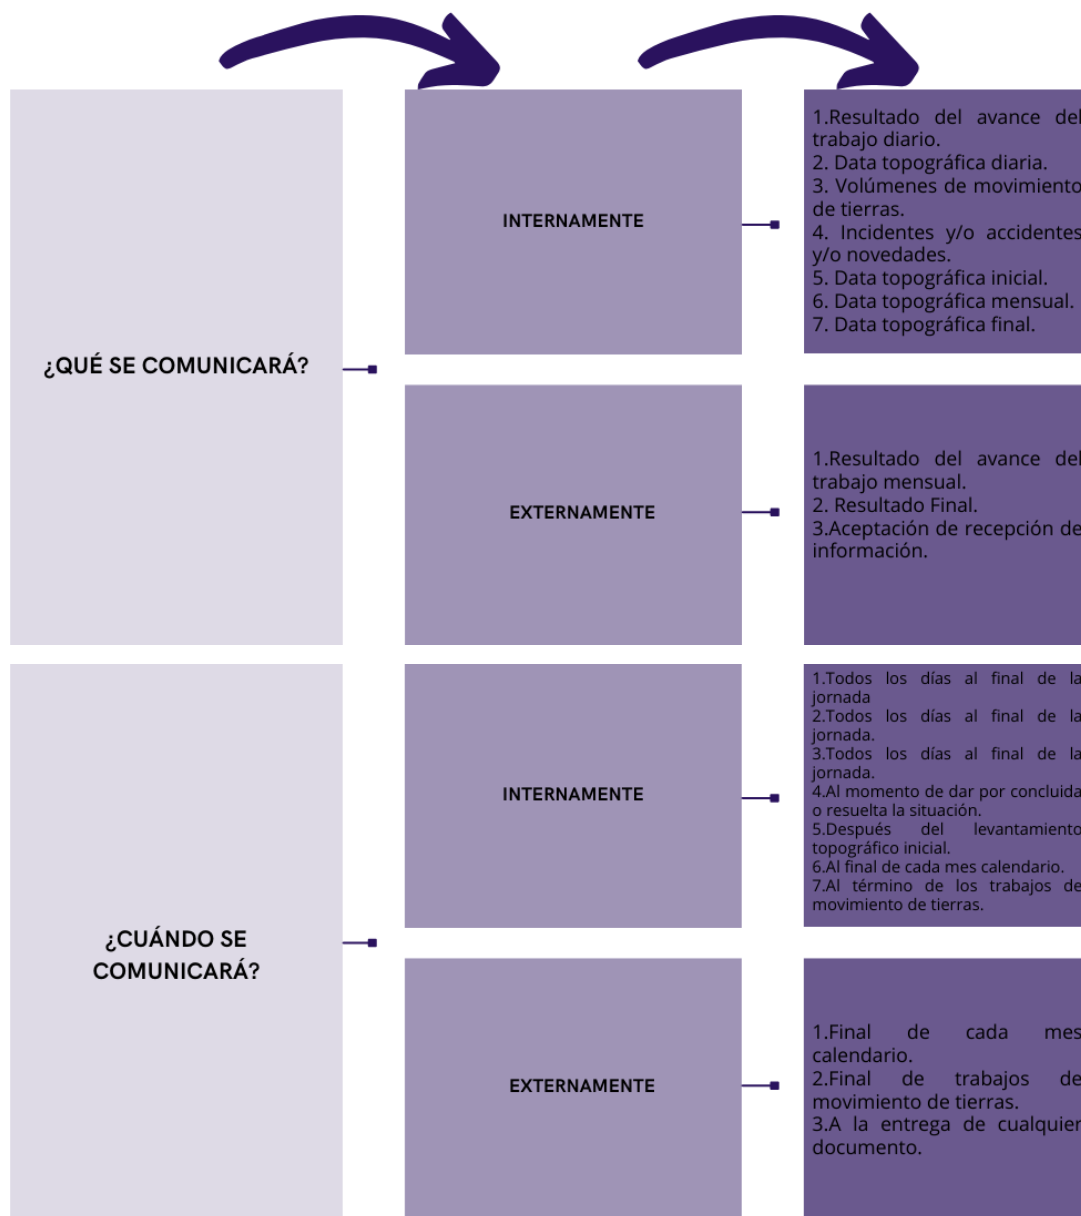 ¿QUÉ SE COMUNICARÁ?
INTERNAMENTE
1.Resultado del avance del
trabajo diario.
2. Data topográfica diaria.
3. Volúmenes de movimiento
de tierras.
4. Incidentes y/o accidentes
y/o novedades.
5. Data topográfica inicial.
6. Data topográfica mensual.
7. Data topográfica final.
EXTERNAMENTE
1.Resultado del avance del
trabajo mensual.
2. Resultado Final.
3.Aceptación de recepción de
información.
¿CUÁNDO SE
COMUNICARÁ?
INTERNAMENTE
1.Todos los días al final de la
jornada
2.Todos los días al final de la
jornada.
3.Todos los días al final de la
jornada.
4.Al momento de dar por concluida
o resuelta la situación.
5.Después del levantamiento
topográfico inicial.
6.Al final de cada mes calendario.
7.Al término de los trabajos de
movimiento de tierras.
EXTERNAMENTE
1.Final de cada mes
calendario.
2.Final de trabajos de
movimiento de tierras.
3.A la entrega de cualquier
documento.